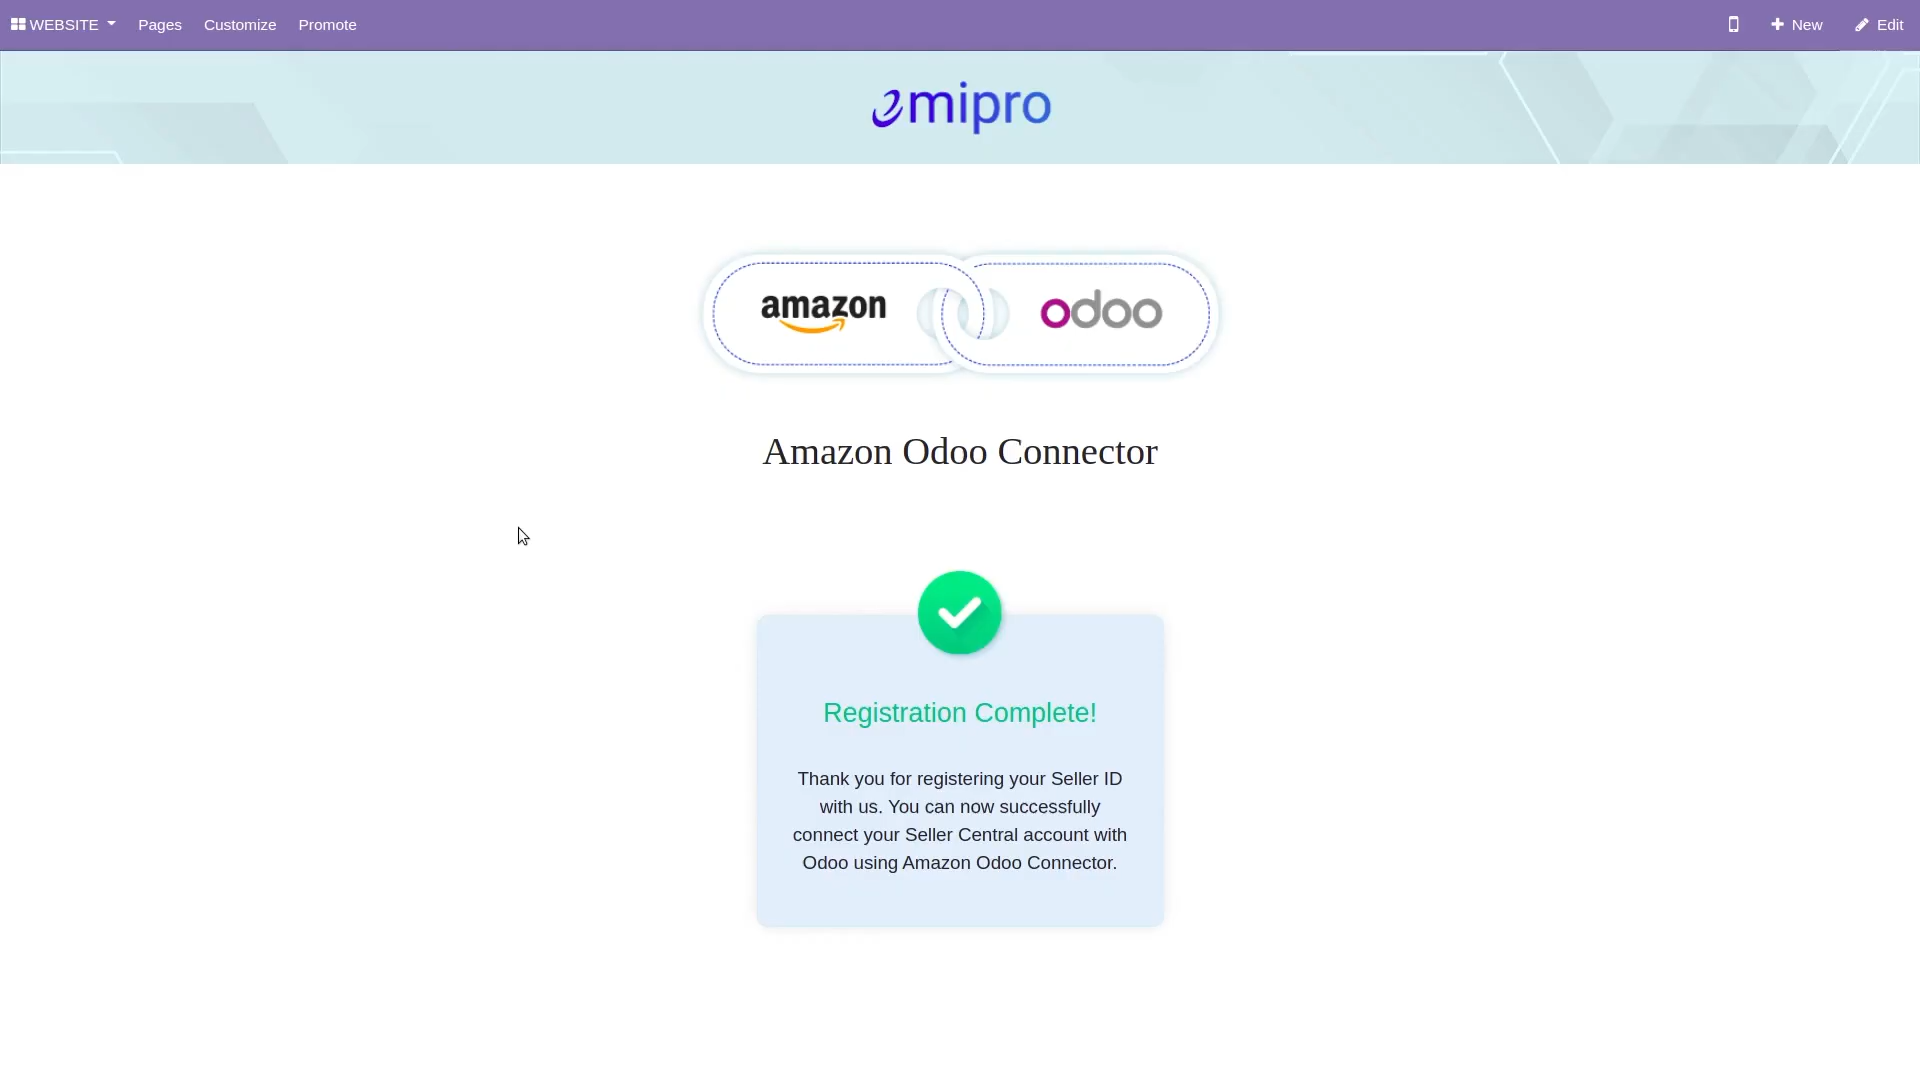 WEBSITE Pages Customize Promote New Edit
emipro
amazon odoo
Amazon Odoo Connector
Registration Complete!
Thank you for registering your Seller ID
with us. You can now successfully
connect your Seller Central account with
Odoo using Amazon Odoo Connector.